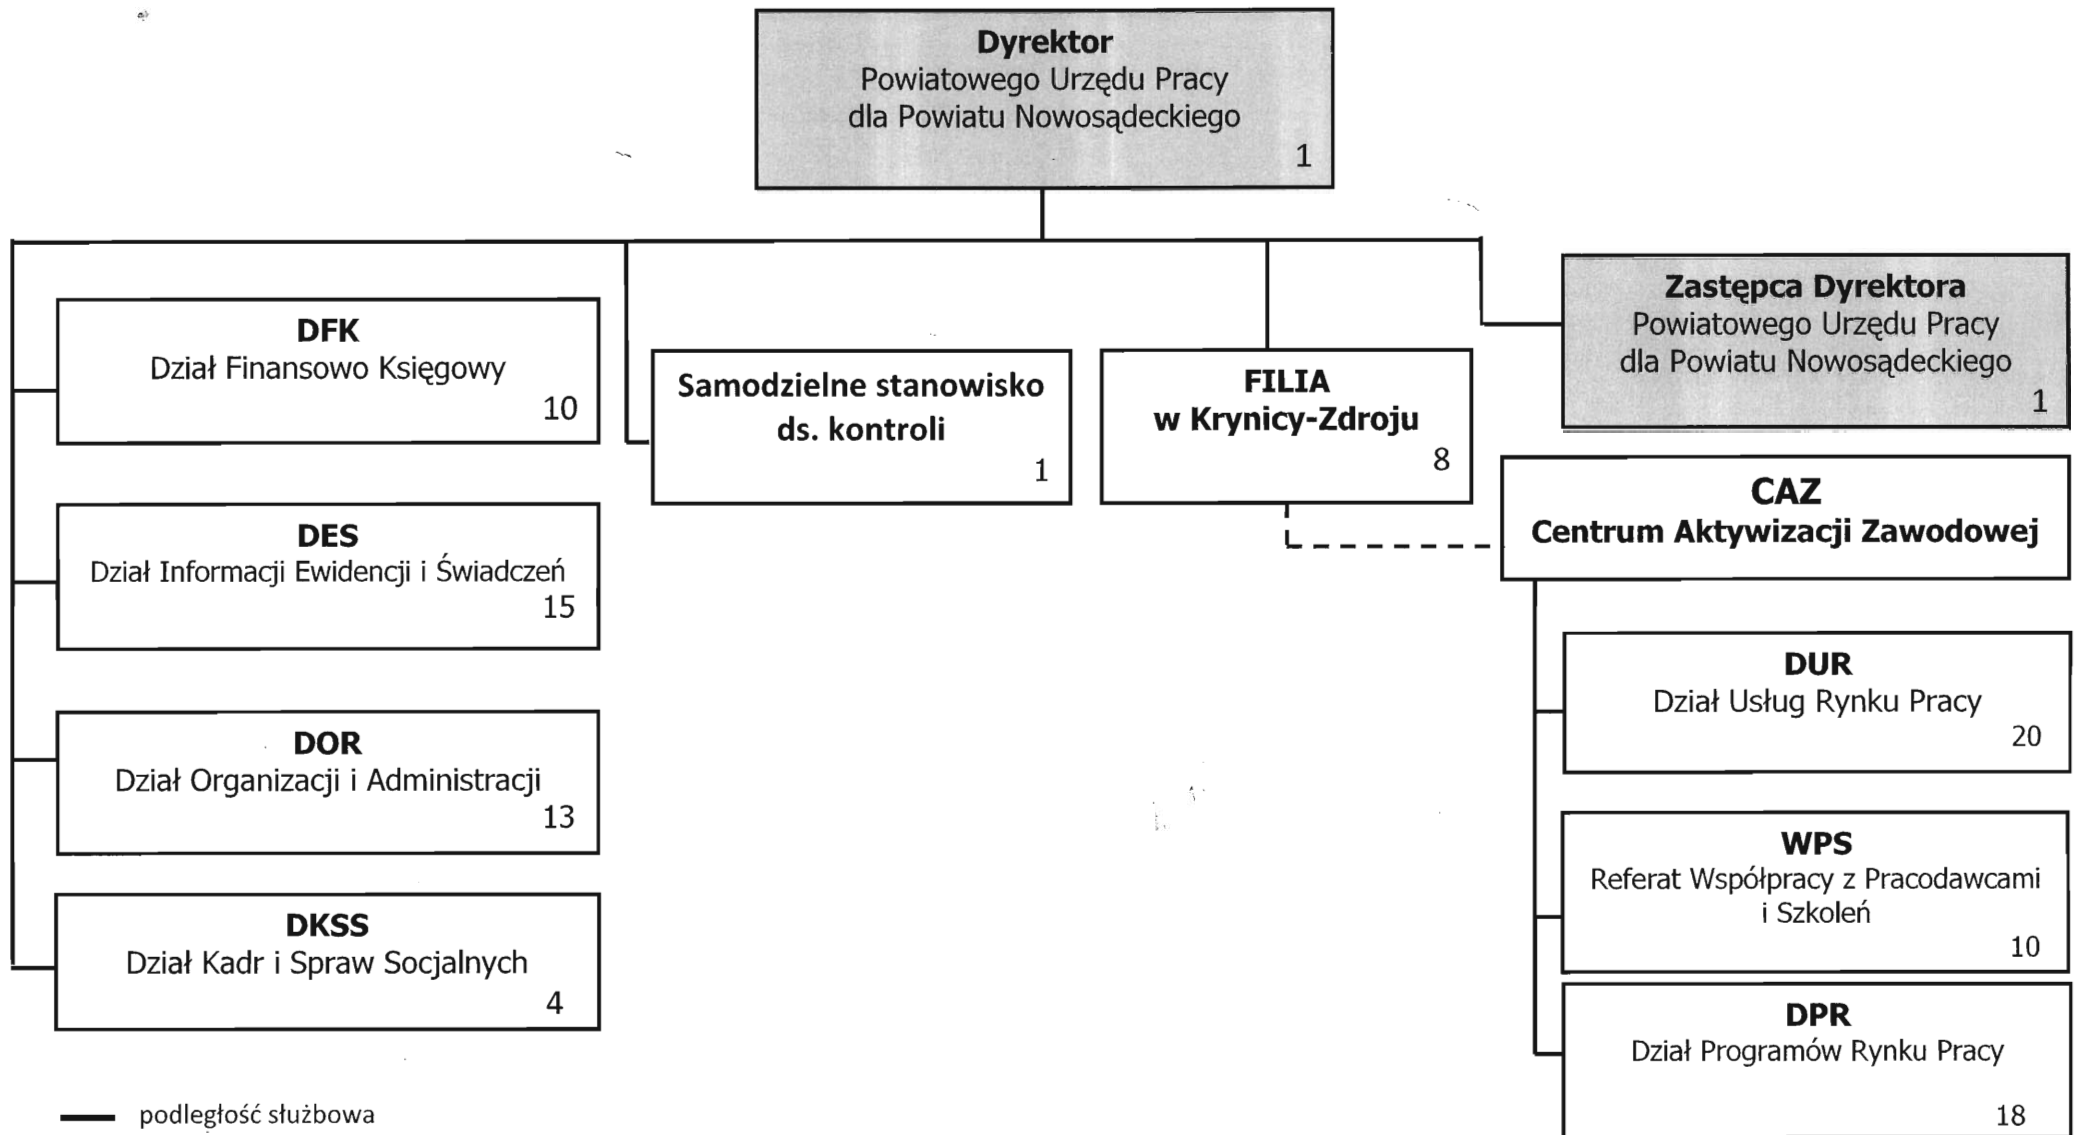 Dyrektor
Powiatowego Urzędu Pracy
dla Powiatu Nowosądeckiego
1
DFK
Dział Finansowo Księgowy
10
DES
Dział Informacji Ewidencji i Świadczeń
15
DOR
Dział Organizacji i Administracji
13
DKSS
Dział Kadr i Spraw Socjalnych
4
Samodzielne stanowisko
ds. kontroli
1
FILIA
w Krynicy-Zdroju
8
Zastępca Dyrektora
Powiatowego Urzędu Pracy
dla Powiatu Nowosądeckiego
1
CAZ
Centrum Aktywizacji Zawodowej
DUR
Dział Usług Rynku Pracy
20
WPS
Referat Współpracy z Pracodawcami
i Szkoleń
10
DPR
Dział Programów Rynku Pracy
18
podległość służbowa